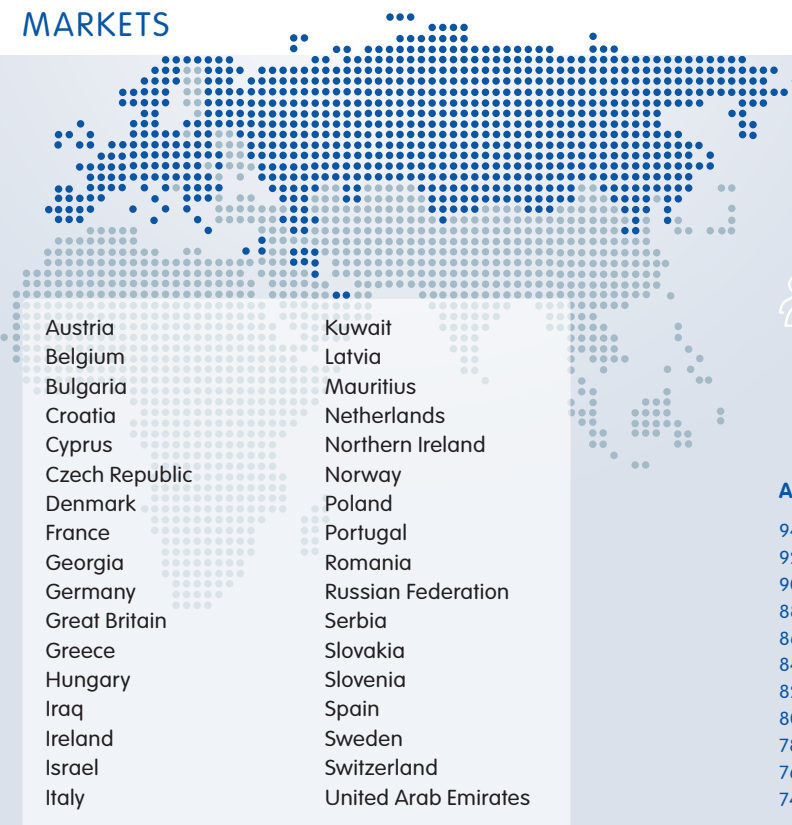 MARKETS
Austria
Belgium
Bulgaria
Croatia
Cyprus
Czech Republic
Denmark
France
Georgia
Germany
Great Britain
Greece
Hungary
Iraq
Ireland
Israel
Italy
Kuwait
Latvia
Mauritius
Netherlands
Northern Ireland
Norway
Poland
Portugal
Romania
Russian Federation
Serbia
Slovakia
Slovenia
Spain
Sweden
Switzerland
United Arab Emirates